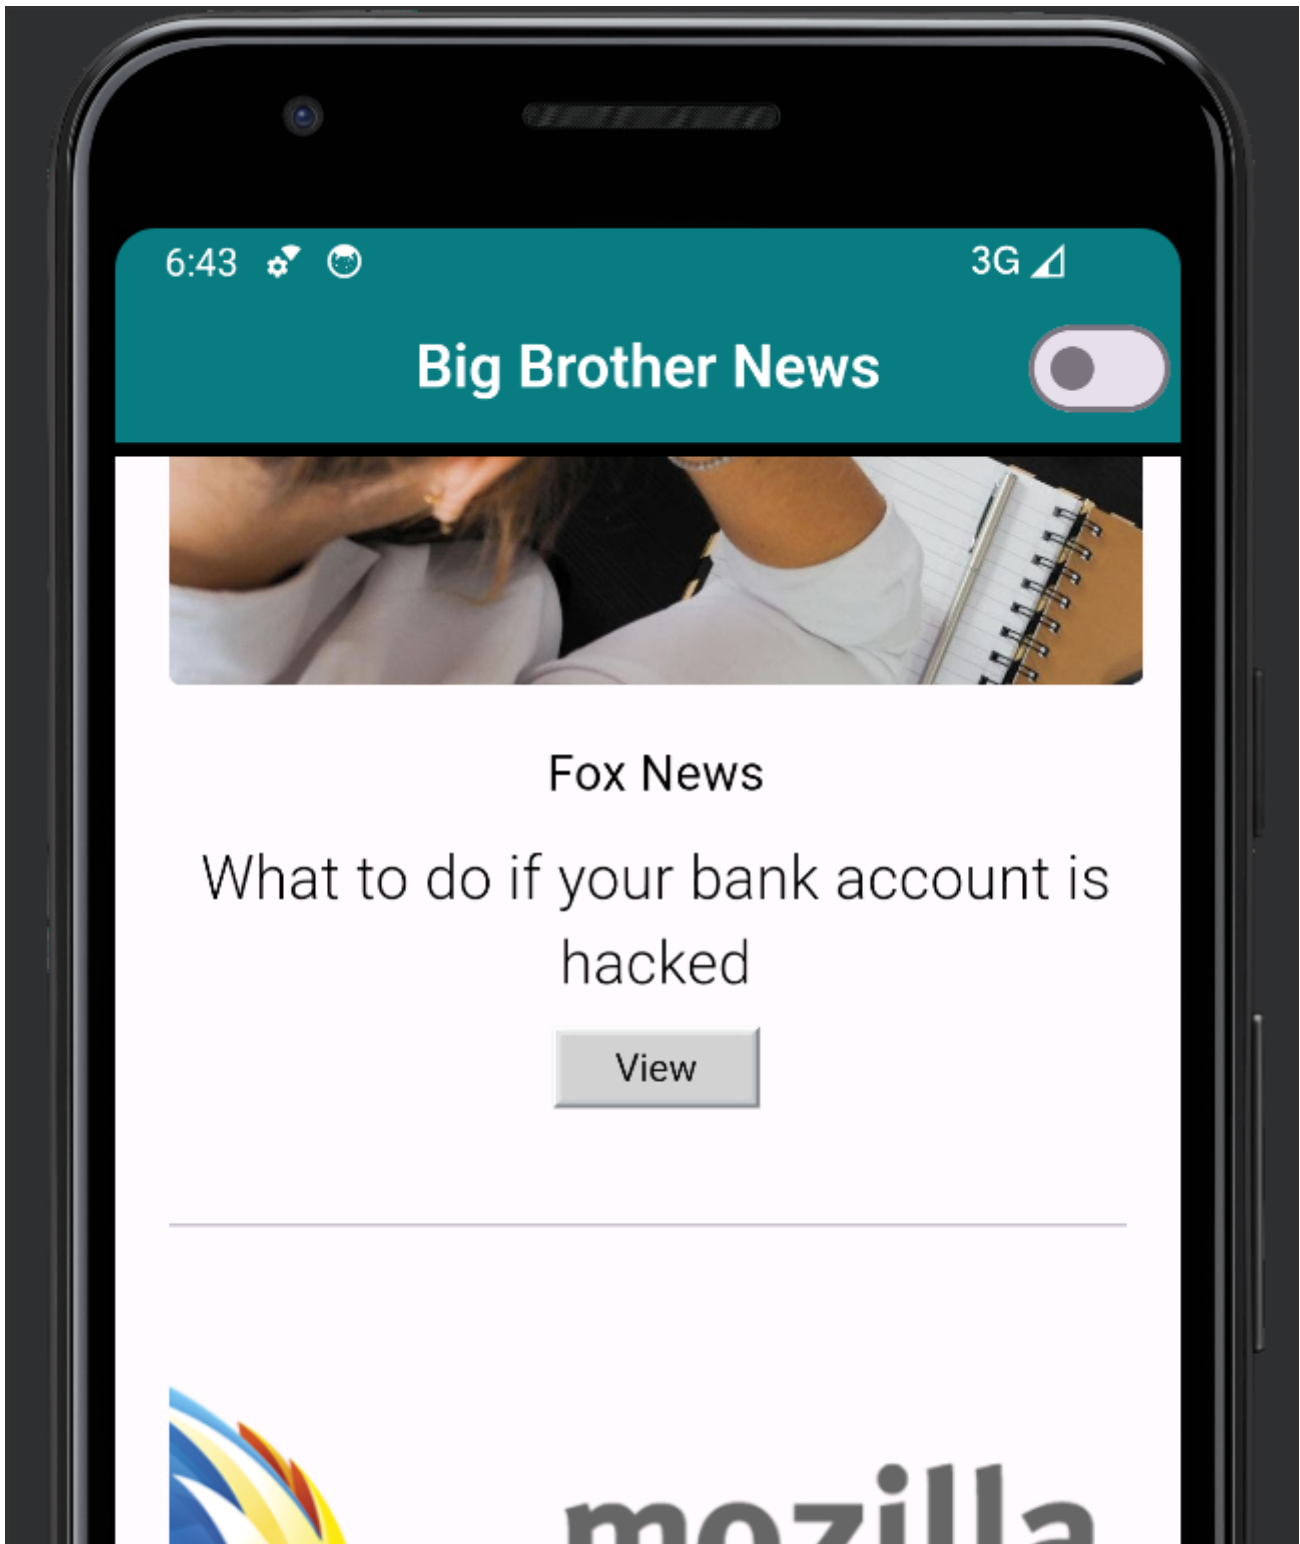 6:43
3G
Big Brother News
Fox News
What to do if your bank account is
hacked
View
mozilla